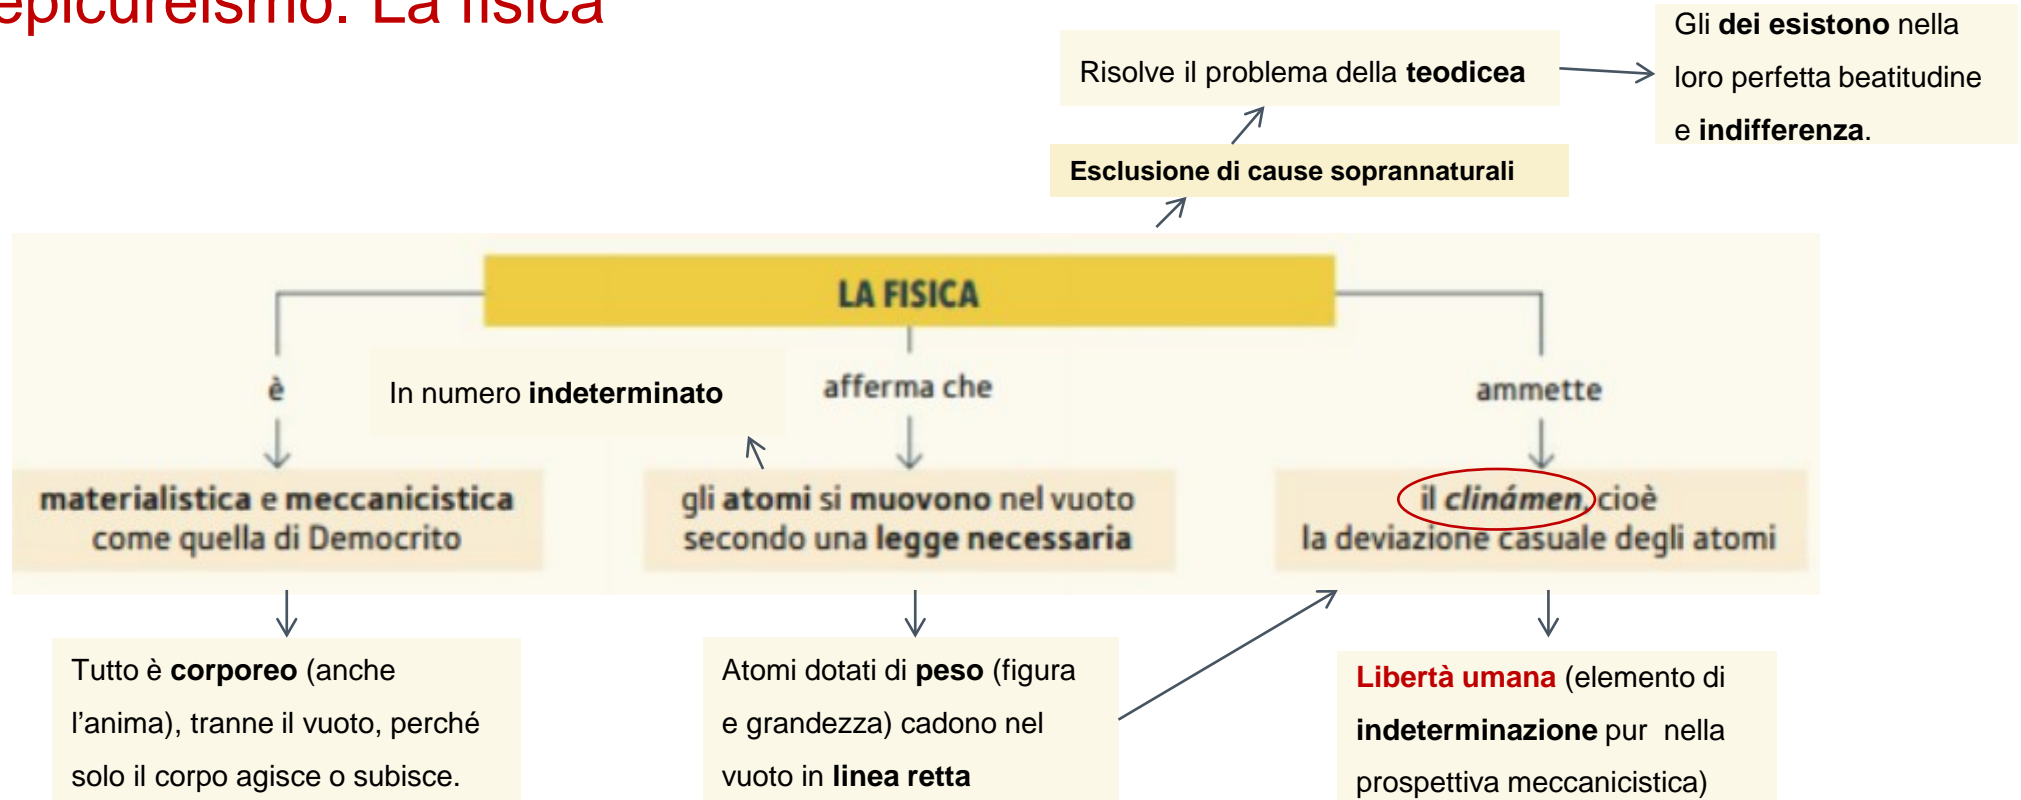 epicureismo. La fisica
Gli dei esistono nella
loro perfetta beatitudine
e indifferenza.
Risolve il problema della teodicea
Esclusione di cause soprannaturali
LA FISICA
è
In numero indeterminato
afferma che
ammette
materialistica e meccanicistica
come quella di Democrito
gli atomi si muovono nel vuoto
secondo una legge necessaria
il clinámen, cioè
la deviazione casuale degli atomi
Tutto è corporeo (anche
l’anima), tranne il vuoto, perché
solo il corpo agisce o subisce.
Atomi dotati di peso (figura
e grandezza) cadono nel
vuoto in linea retta
Libertà umana (elemento di
indeterminazione pur nella
prospettiva meccanicistica)